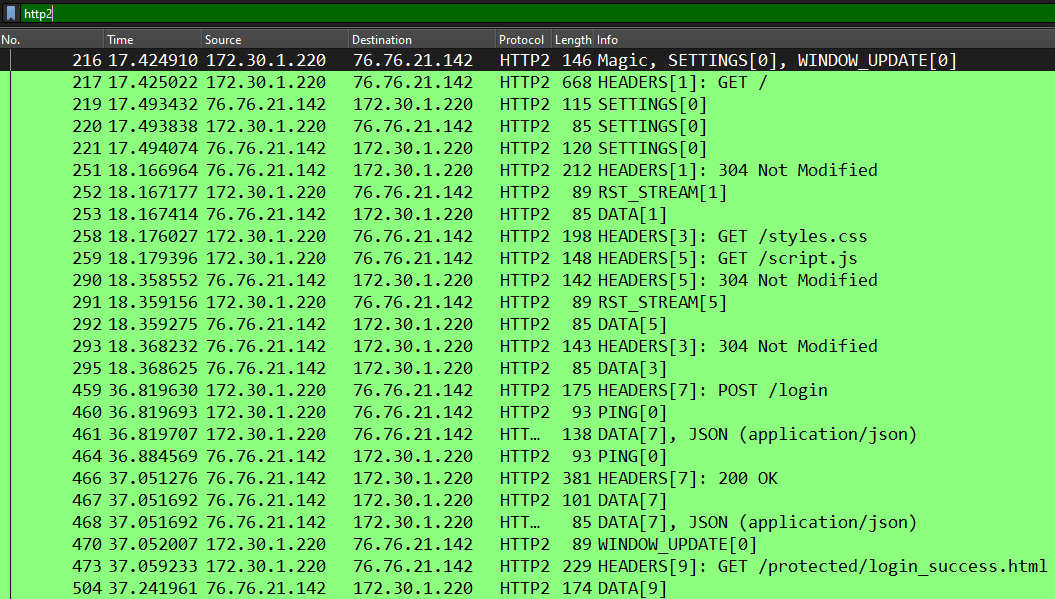 http2
No. Time Source Destination Protocol Length Info
216 17.424910 172.30.1.220 76.76.21.142 HTTP2 146 Magic, SETTINGS[0], WINDOW_UPDATE[0]
217 17.425022 172.30.1.220 76.76.21.142 HTTP2 668 HEADERS[1]: GET /
219 17.493432 76.76.21.142 172.30.1.220 HTTP2 115 SETTINGS[0]
220 17.493838 172.30.1.220 76.76.21.142 HTTP2 85 SETTINGS[0]
221 17.494074 76.76.21.142 172.30.1.220 HTTP2 120 SETTINGS[0]
251 18.166964 76.76.21.142 172.30.1.220 HTTP2 212 HEADERS[1]: 304 Not Modified
252 18.167177 172.30.1.220 76.76.21.142 HTTP2 89 RST_STREAM[1]
253 18.167414 76.76.21.142 172.30.1.220 HTTP2 85 DATA[1]
258 18.176027 172.30.1.220 76.76.21.142 HTTP2 198 HEADERS[3]: GET /styles.css
259 18.179396 172.30.1.220 76.76.21.142 HTTP2 148 HEADERS[5]: GET /script.js
290 18.358552 76.76.21.142 172.30.1.220 HTTP2 142 HEADERS[5]: 304 Not Modified
291 18.359156 172.30.1.220 76.76.21.142 HTTP2 89 RST_STREAM[5]
292 18.359275 76.76.21.142 172.30.1.220 HTTP2 85 DATA[5]
293 18.368232 76.76.21.142 172.30.1.220 HTTP2 143 HEADERS[3]: 304 Not Modified
295 18.368625 76.76.21.142 172.30.1.220 HTTP2 85 DATA[3]
459 36.819630 172.30.1.220 76.76.21.142 HTTP2 175 HEADERS[7]: POST /login
460 36.819693 172.30.1.220 76.76.21.142 HTTP2 93 PING[0]
461 36.819707 172.30.1.220 76.76.21.142 HTT… 138 DATA[7], JSON (application/json)
464 36.884569 76.76.21.142 172.30.1.220 HTTP2 93 PING[0]
466 37.051276 76.76.21.142 172.30.1.220 HTTP2 381 HEADERS[7]: 200 OK
467 37.051692 76.76.21.142 172.30.1.220 HTTP2 101 DATA[7]
468 37.051692 76.76.21.142 172.30.1.220 HTT… 85 DATA[7], JSON (application/json)
470 37.052007 172.30.1.220 76.76.21.142 HTTP2 89 WINDOW_UPDATE[0]
473 37.059233 172.30.1.220 76.76.21.142 HTTP2 229 HEADERS[9]: GET /protected/login_success.html
504 37.241961 76.76.21.142 172.30.1.220 HTTP2 174 DATA[9]